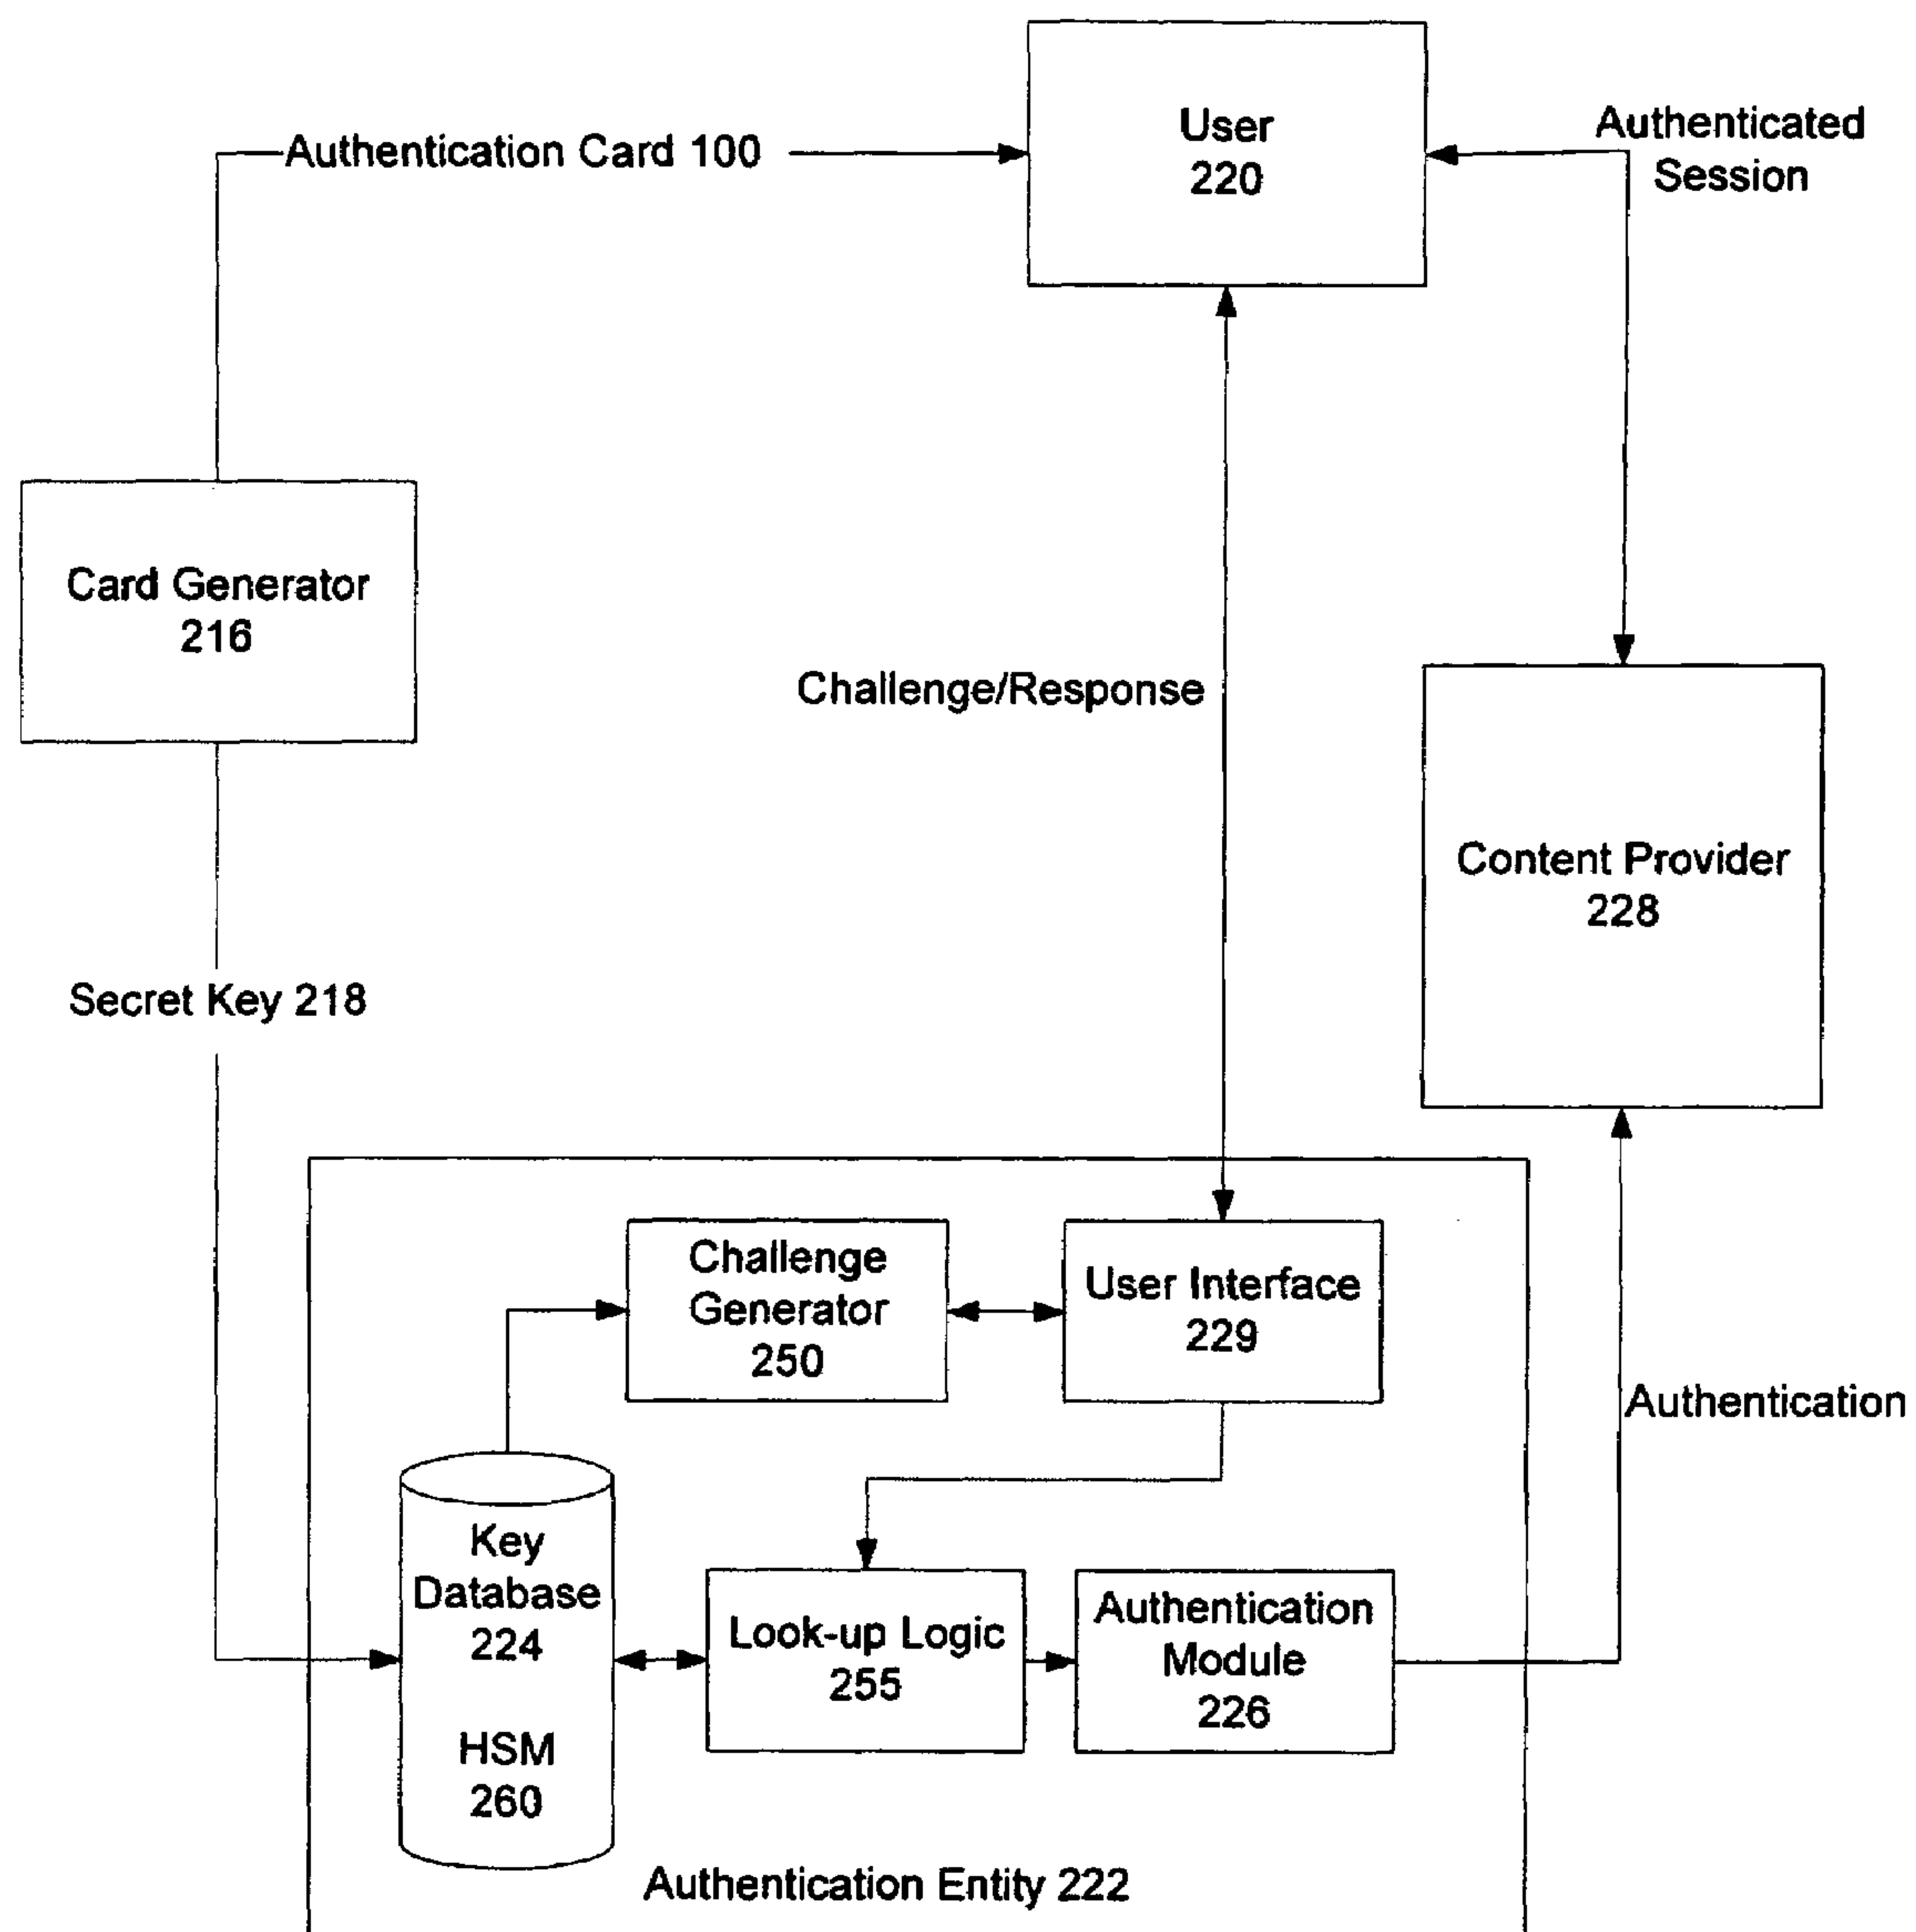 User
220
Authentication Card 100
Authenticated
Session
Card Generator
216
Challenge/Response
Content Provider
228
Secret Key 218
Challenge
Generator
250
User Interface
229
Authentication
Key
Database
224
HSM
260
Look-up Logic
255
Authentication
Module
226
Authentication Entity 222